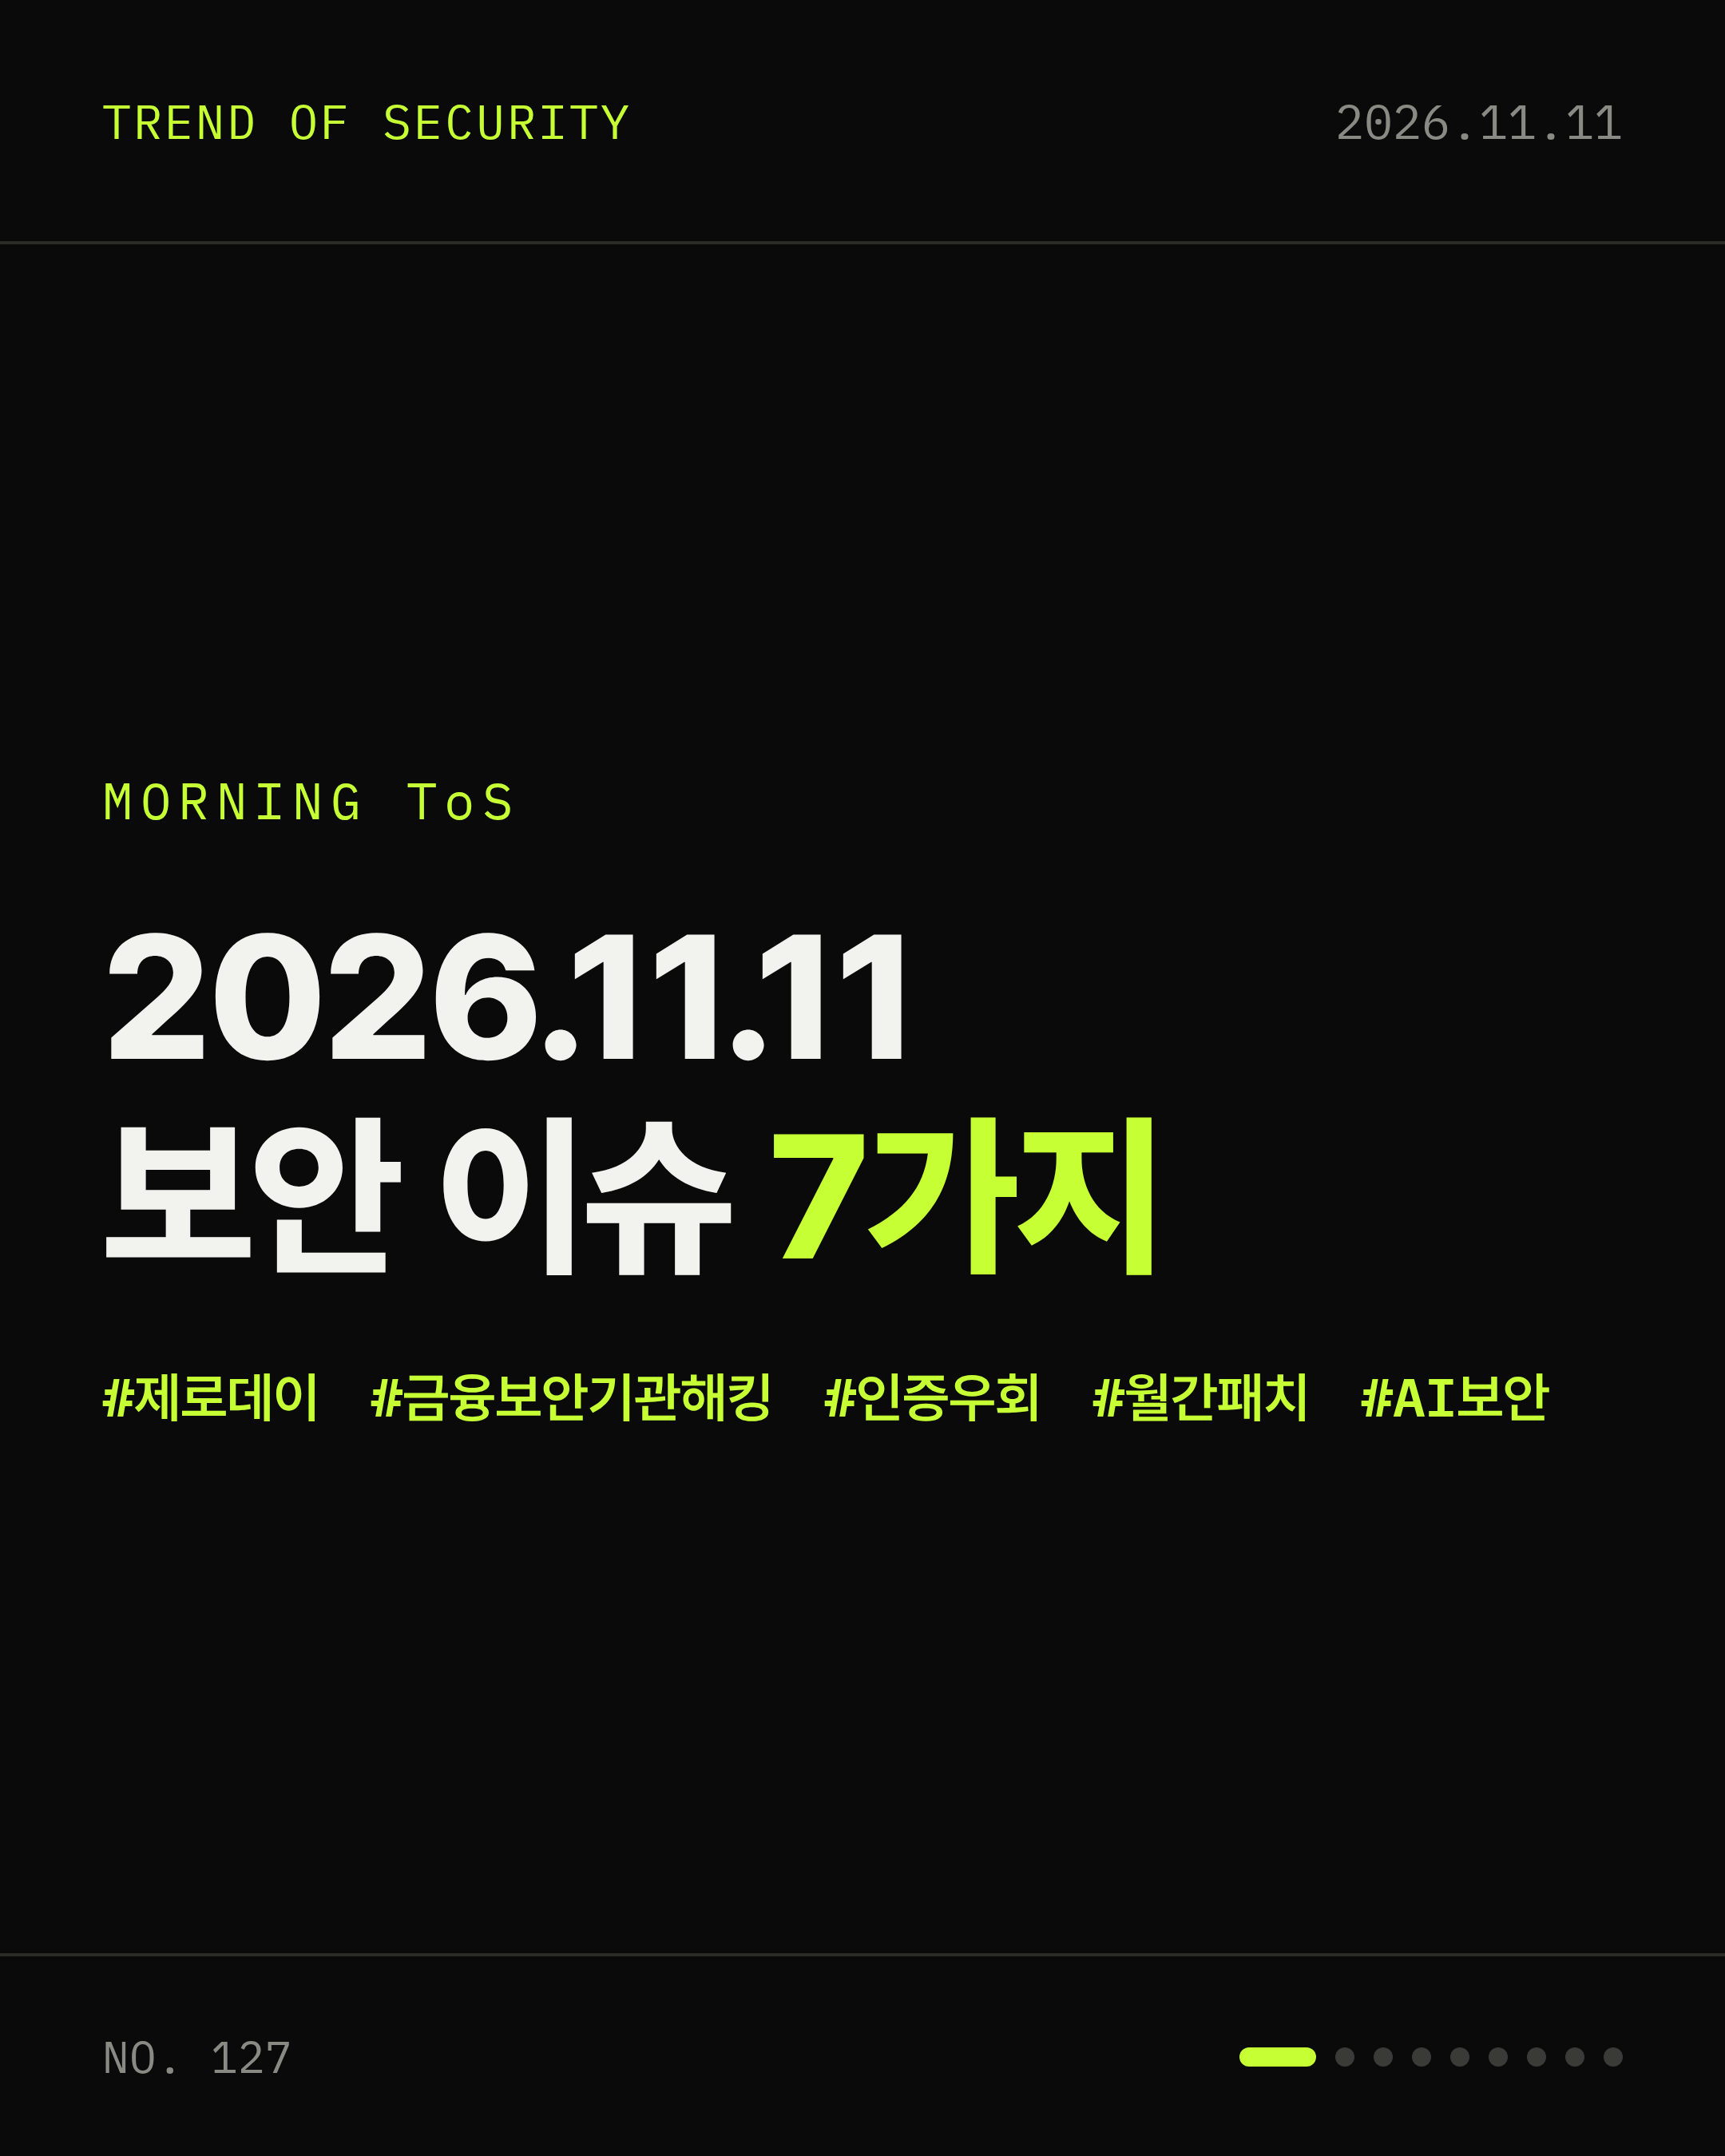 TREND OF SECURITY 2026.11.11
MORNING ToS
2026.11.11
보안 이슈 7가지
#제로데이 #금융보안기관해킹 #인증우회 #월간패치 #AI보안
NO. 127